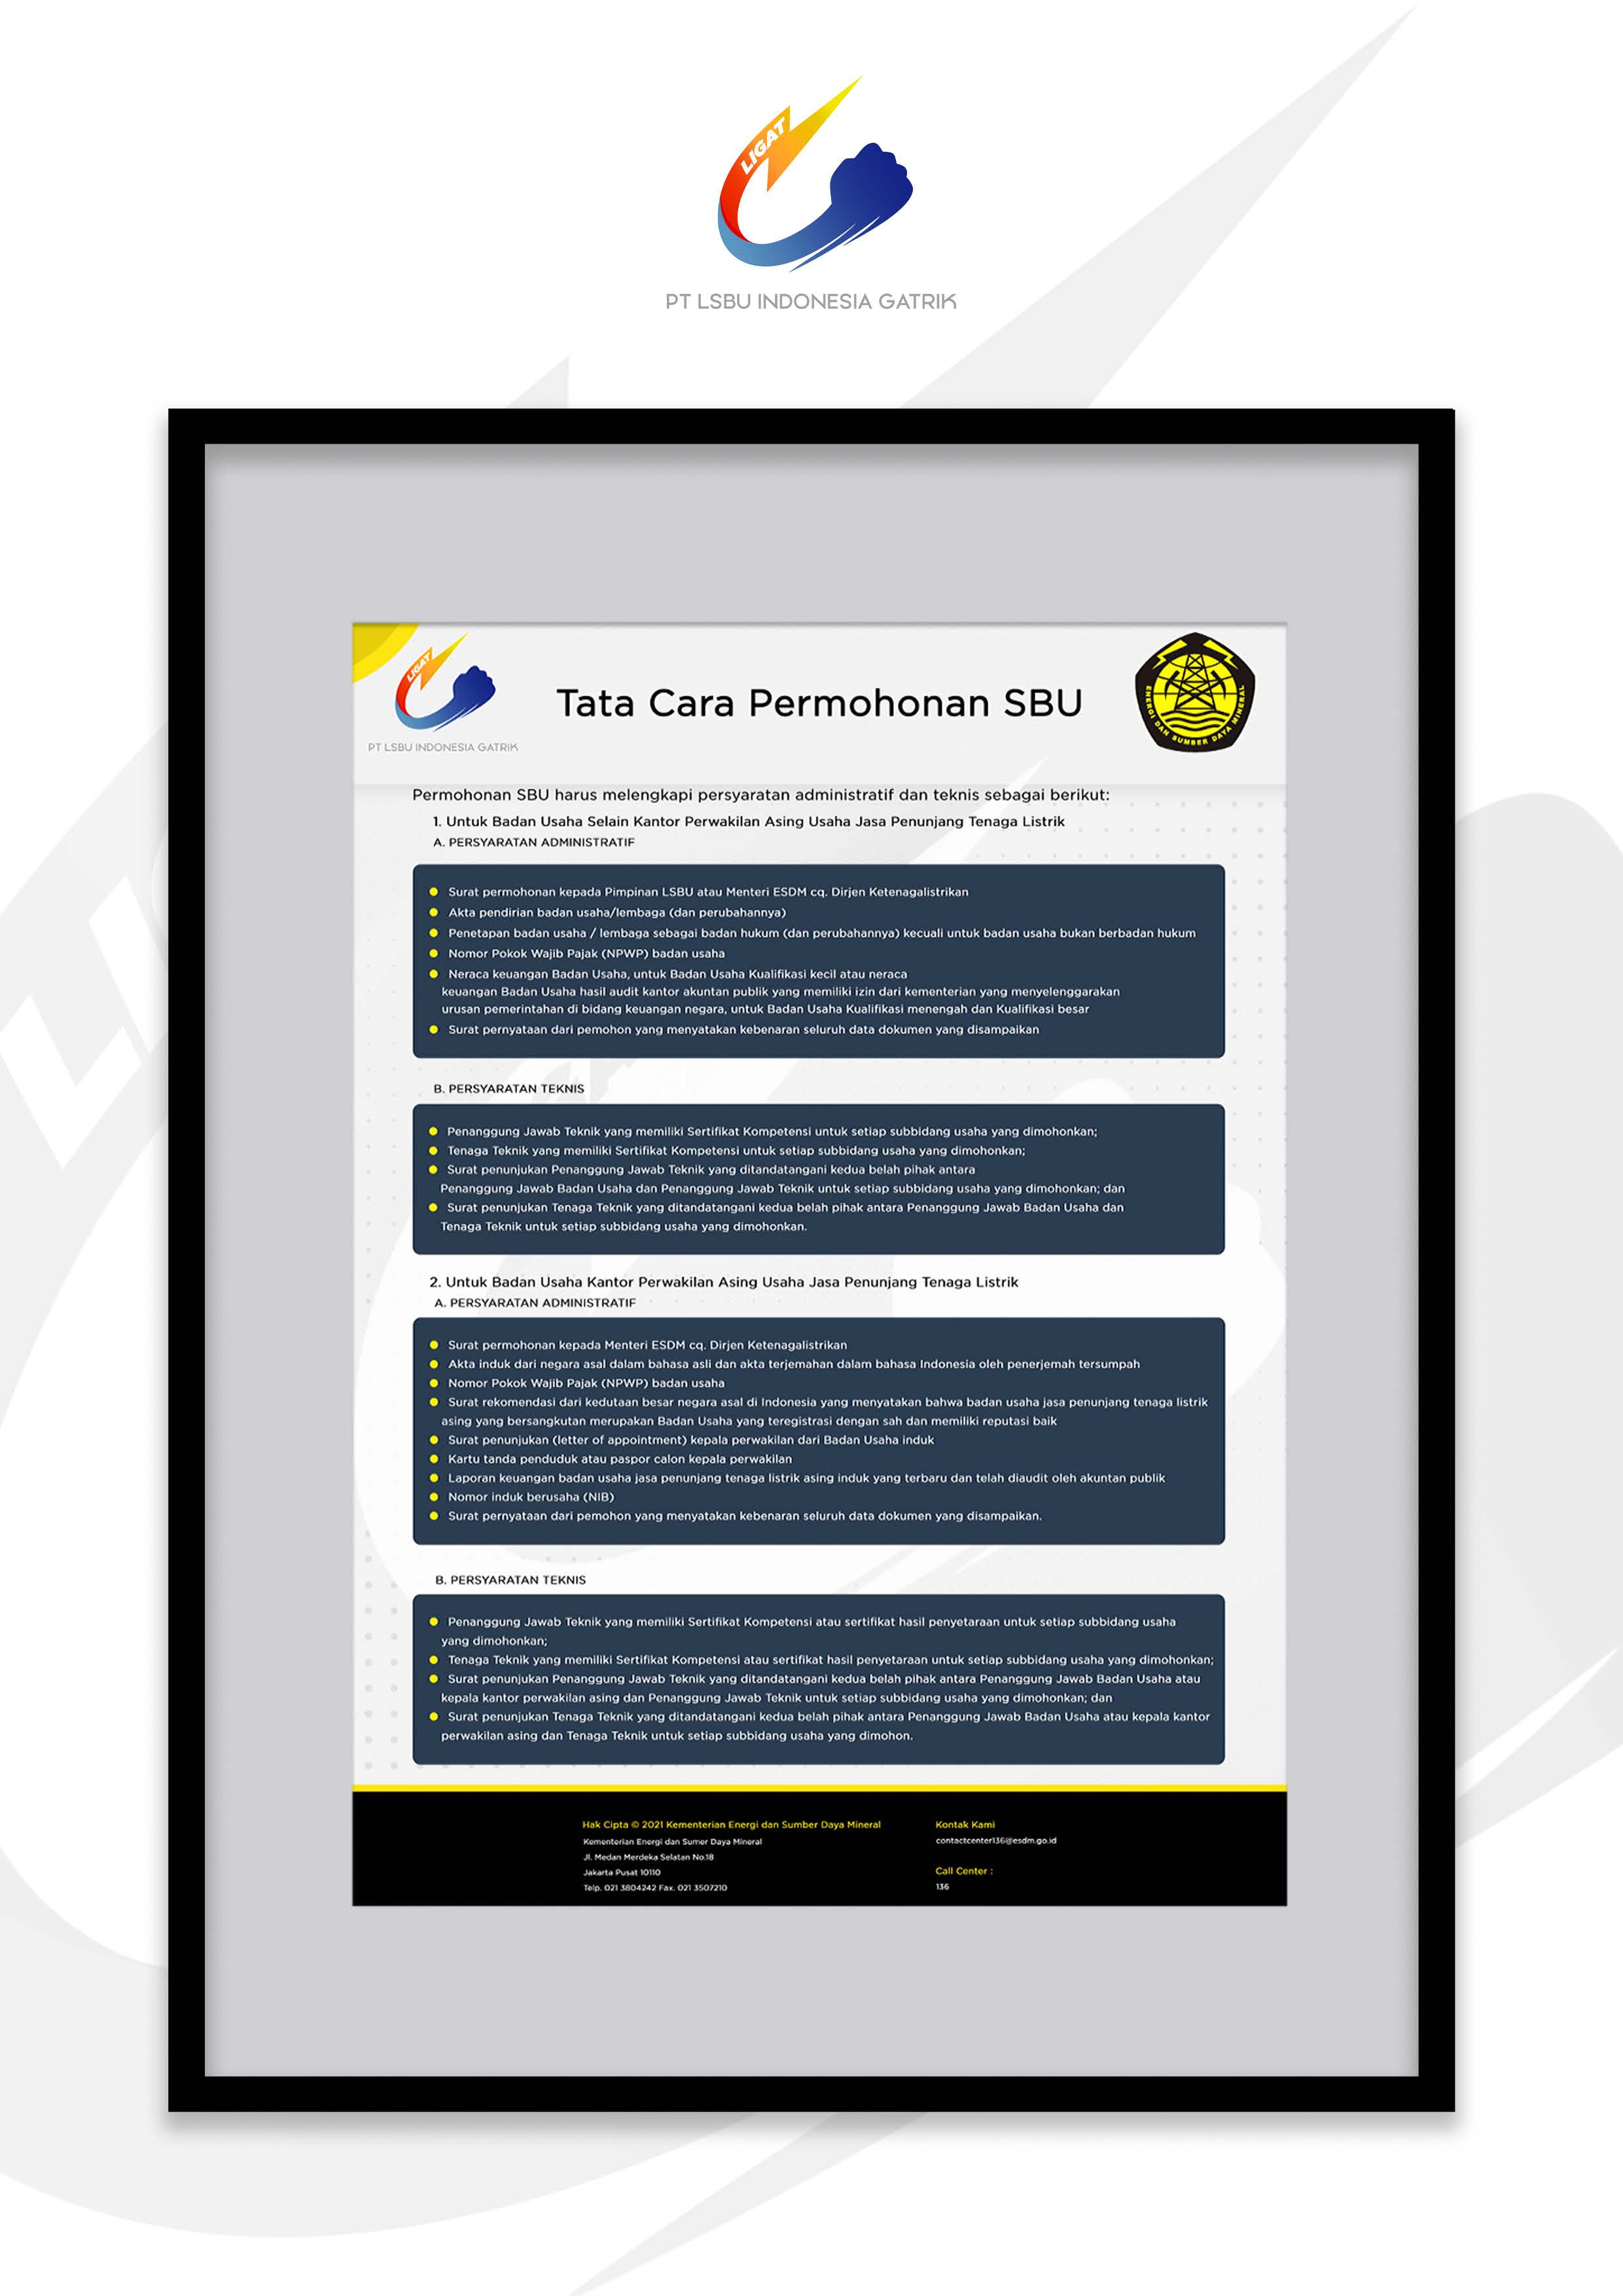 LIGAT
PT LSBU INDONESIA GATRIK
LIGAT
PT LSBU INDONESIA GATRIK
Tata Cara Permohonan SBU
ENERGI DAN SUMBER DAYA MINERAL
Permohonan SBU harus melengkapi persyaratan administratif dan teknis sebagai berikut:
1. Untuk Badan Usaha Selain Kantor Perwakilan Asing Usaha Jasa Penunjang Tenaga Listrik
A. PERSYARATAN ADMINISTRATIF
Surat permohonan kepada Pimpinan LSBU atau Menteri ESDM cq. Dirjen Ketenagalistrikan
Akta pendirian badan usaha/lembaga (dan perubahannya)
Penetapan badan usaha / lembaga sebagai badan hukum (dan perubahannya) kecuali untuk badan usaha bukan berbadan hukum
Nomor Pokok Wajib Pajak (NPWP) badan usaha
Neraca keuangan Badan Usaha, untuk Badan Usaha Kualifikasi kecil atau neraca
keuangan Badan Usaha hasil audit kantor akuntan publik yang memiliki izin dari kementerian yang menyelenggarakan
urusan pemerintahan di bidang keuangan negara, untuk Badan Usaha Kualifikasi menengah dan Kualifikasi besar
Surat pernyataan dari pemohon yang menyatakan kebenaran seluruh data dokumen yang disampaikan
B. PERSYARATAN TEKNIS
Penanggung Jawab Teknik yang memiliki Sertifikat Kompetensi untuk setiap subbidang usaha yang dimohonkan;
Tenaga Teknik yang memiliki Sertifikat Kompetensi untuk setiap subbidang usaha yang dimohonkan;
Surat penunjukan Penanggung Jawab Teknik yang ditandatangani kedua belah pihak antara
Penanggung Jawab Badan Usaha dan Penanggung Jawab Teknik untuk setiap subbidang usaha yang dimohonkan; dan
Surat penunjukan Tenaga Teknik yang ditandatangani kedua belah pihak antara Penanggung Jawab Badan Usaha dan
Tenaga Teknik untuk setiap subbidang usaha yang dimohonkan.
2. Untuk Badan Usaha Kantor Perwakilan Asing Usaha Jasa Penunjang Tenaga Listrik
A. PERSYARATAN ADMINISTRATIF
Surat permohonan kepada Menteri ESDM cq. Dirjen Ketenagalistrikan
Akta induk dari negara asal dalam bahasa asli dan akta terjemahan dalam bahasa Indonesia oleh penerjemah tersumpah
Nomor Pokok Wajib Pajak (NPWP) badan usaha
Surat rekomendasi dari kedutaan besar negara asal di Indonesia yang menyatakan bahwa badan usaha jasa penunjang tenaga listrik
asing yang bersangkutan merupakan Badan Usaha yang teregistrasi dengan sah dan memiliki reputasi baik
Surat penunjukan (letter of appointment) kepala perwakilan dari Badan Usaha induk
Kartu tanda penduduk atau paspor calon kepala perwakilan
Laporan keuangan badan usaha jasa penunjang tenaga listrik asing induk yang terbaru dan telah diaudit oleh akuntan publik
Nomor induk berusaha (NIB)
Surat pernyataan dari pemohon yang menyatakan kebenaran seluruh data dokumen yang disampaikan.
B. PERSYARATAN TEKNIS
Penanggung Jawab Teknik yang memiliki Sertifikat Kompetensi atau sertifikat hasil penyetaraan untuk setiap subbidang usaha
yang dimohonkan;
Tenaga Teknik yang memiliki Sertifikat Kompetensi atau sertifikat hasil penyetaraan untuk setiap subbidang usaha yang dimohonkan;
Surat penunjukan Penanggung Jawab Teknik yang ditandatangani kedua belah pihak antara Penanggung Jawab Badan Usaha atau
kepala kantor perwakilan asing dan Penanggung Jawab Teknik untuk setiap subbidang usaha yang dimohonkan; dan
Surat penunjukan Tenaga Teknik yang ditandatangani kedua belah pihak antara Penanggung Jawab Badan Usaha atau kepala kantor
perwakilan asing dan Tenaga Teknik untuk setiap subbidang usaha yang dimohon.
Hak Cipta © 2021 Kementerian Energi dan Sumber Daya Mineral
Kementerian Energi dan Sumer Daya Mineral
Jl. Medan Merdeka Selatan No.18
Jakarta Pusat 10110
Telp. 021 3804242 Fax. 021 3507210
Kontak Kami
contactcenter136@esdm.go.id
Call Center :
136